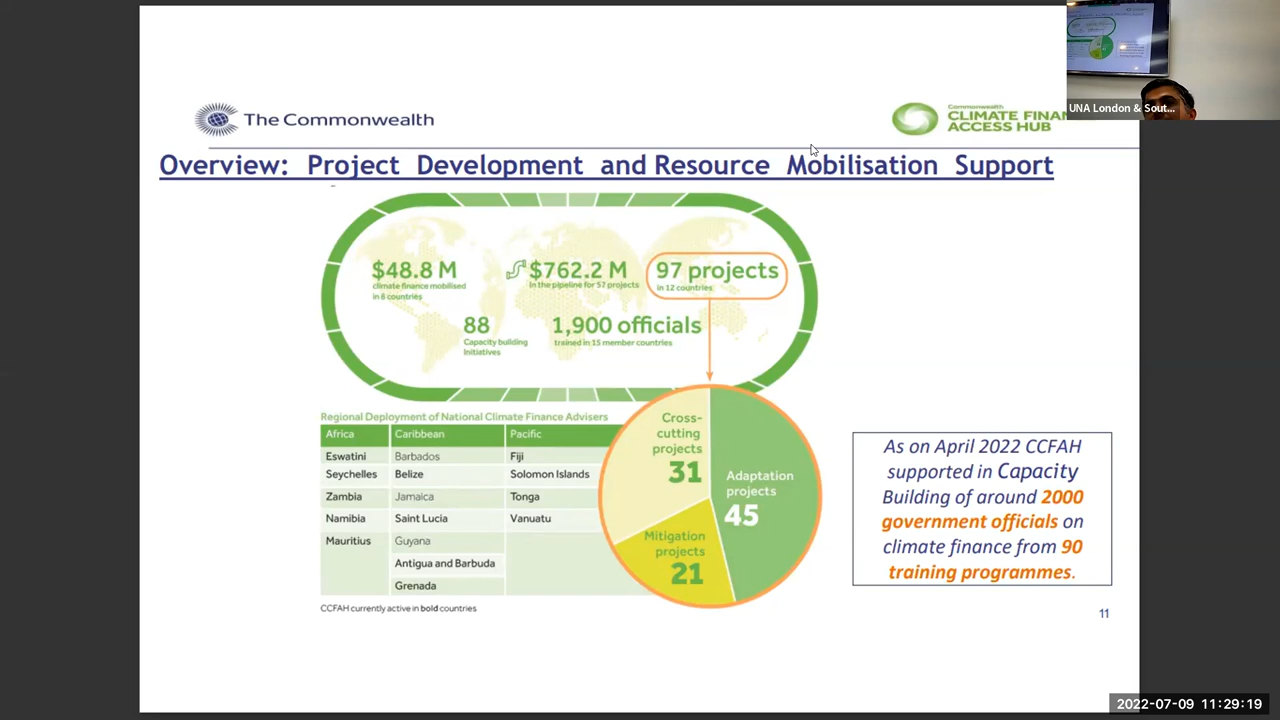 The Commonwealth
Commonwealth
CLIMATE FINAN
ACCESS HUB
UNA London & Sout...
Overview: Project Development and Resource Mobilisation Support
$48.8 M
climate finance mobilised
in 8 countries
$762.2 M
in the pipeline for 57 projects
97 projects
in 12 countries
88
Capacity building
Initiatives
1,900 officials
trained in 15 member countries
Regional Deployment of National Climate Finance Advisers
Africa Caribbean Pacific
Eswatini Barbados Fiji
Seychelles Belize Solomon Islands
Zambia Jamaica Tonga
Namibia Saint Lucia Vanuatu
Mauritius Guyana
Antigua and Barbuda
Grenada
CCFAH currently active in bold countries
Cross-
cutting
projects
31
Adaptation
projects
45
Mitigation
projects
21
As on April 2022 CCFAH
supported in Capacity
Building of around 2000
government officials on
climate finance from 90
training programmes.
11
2022-07-09 11:29:19